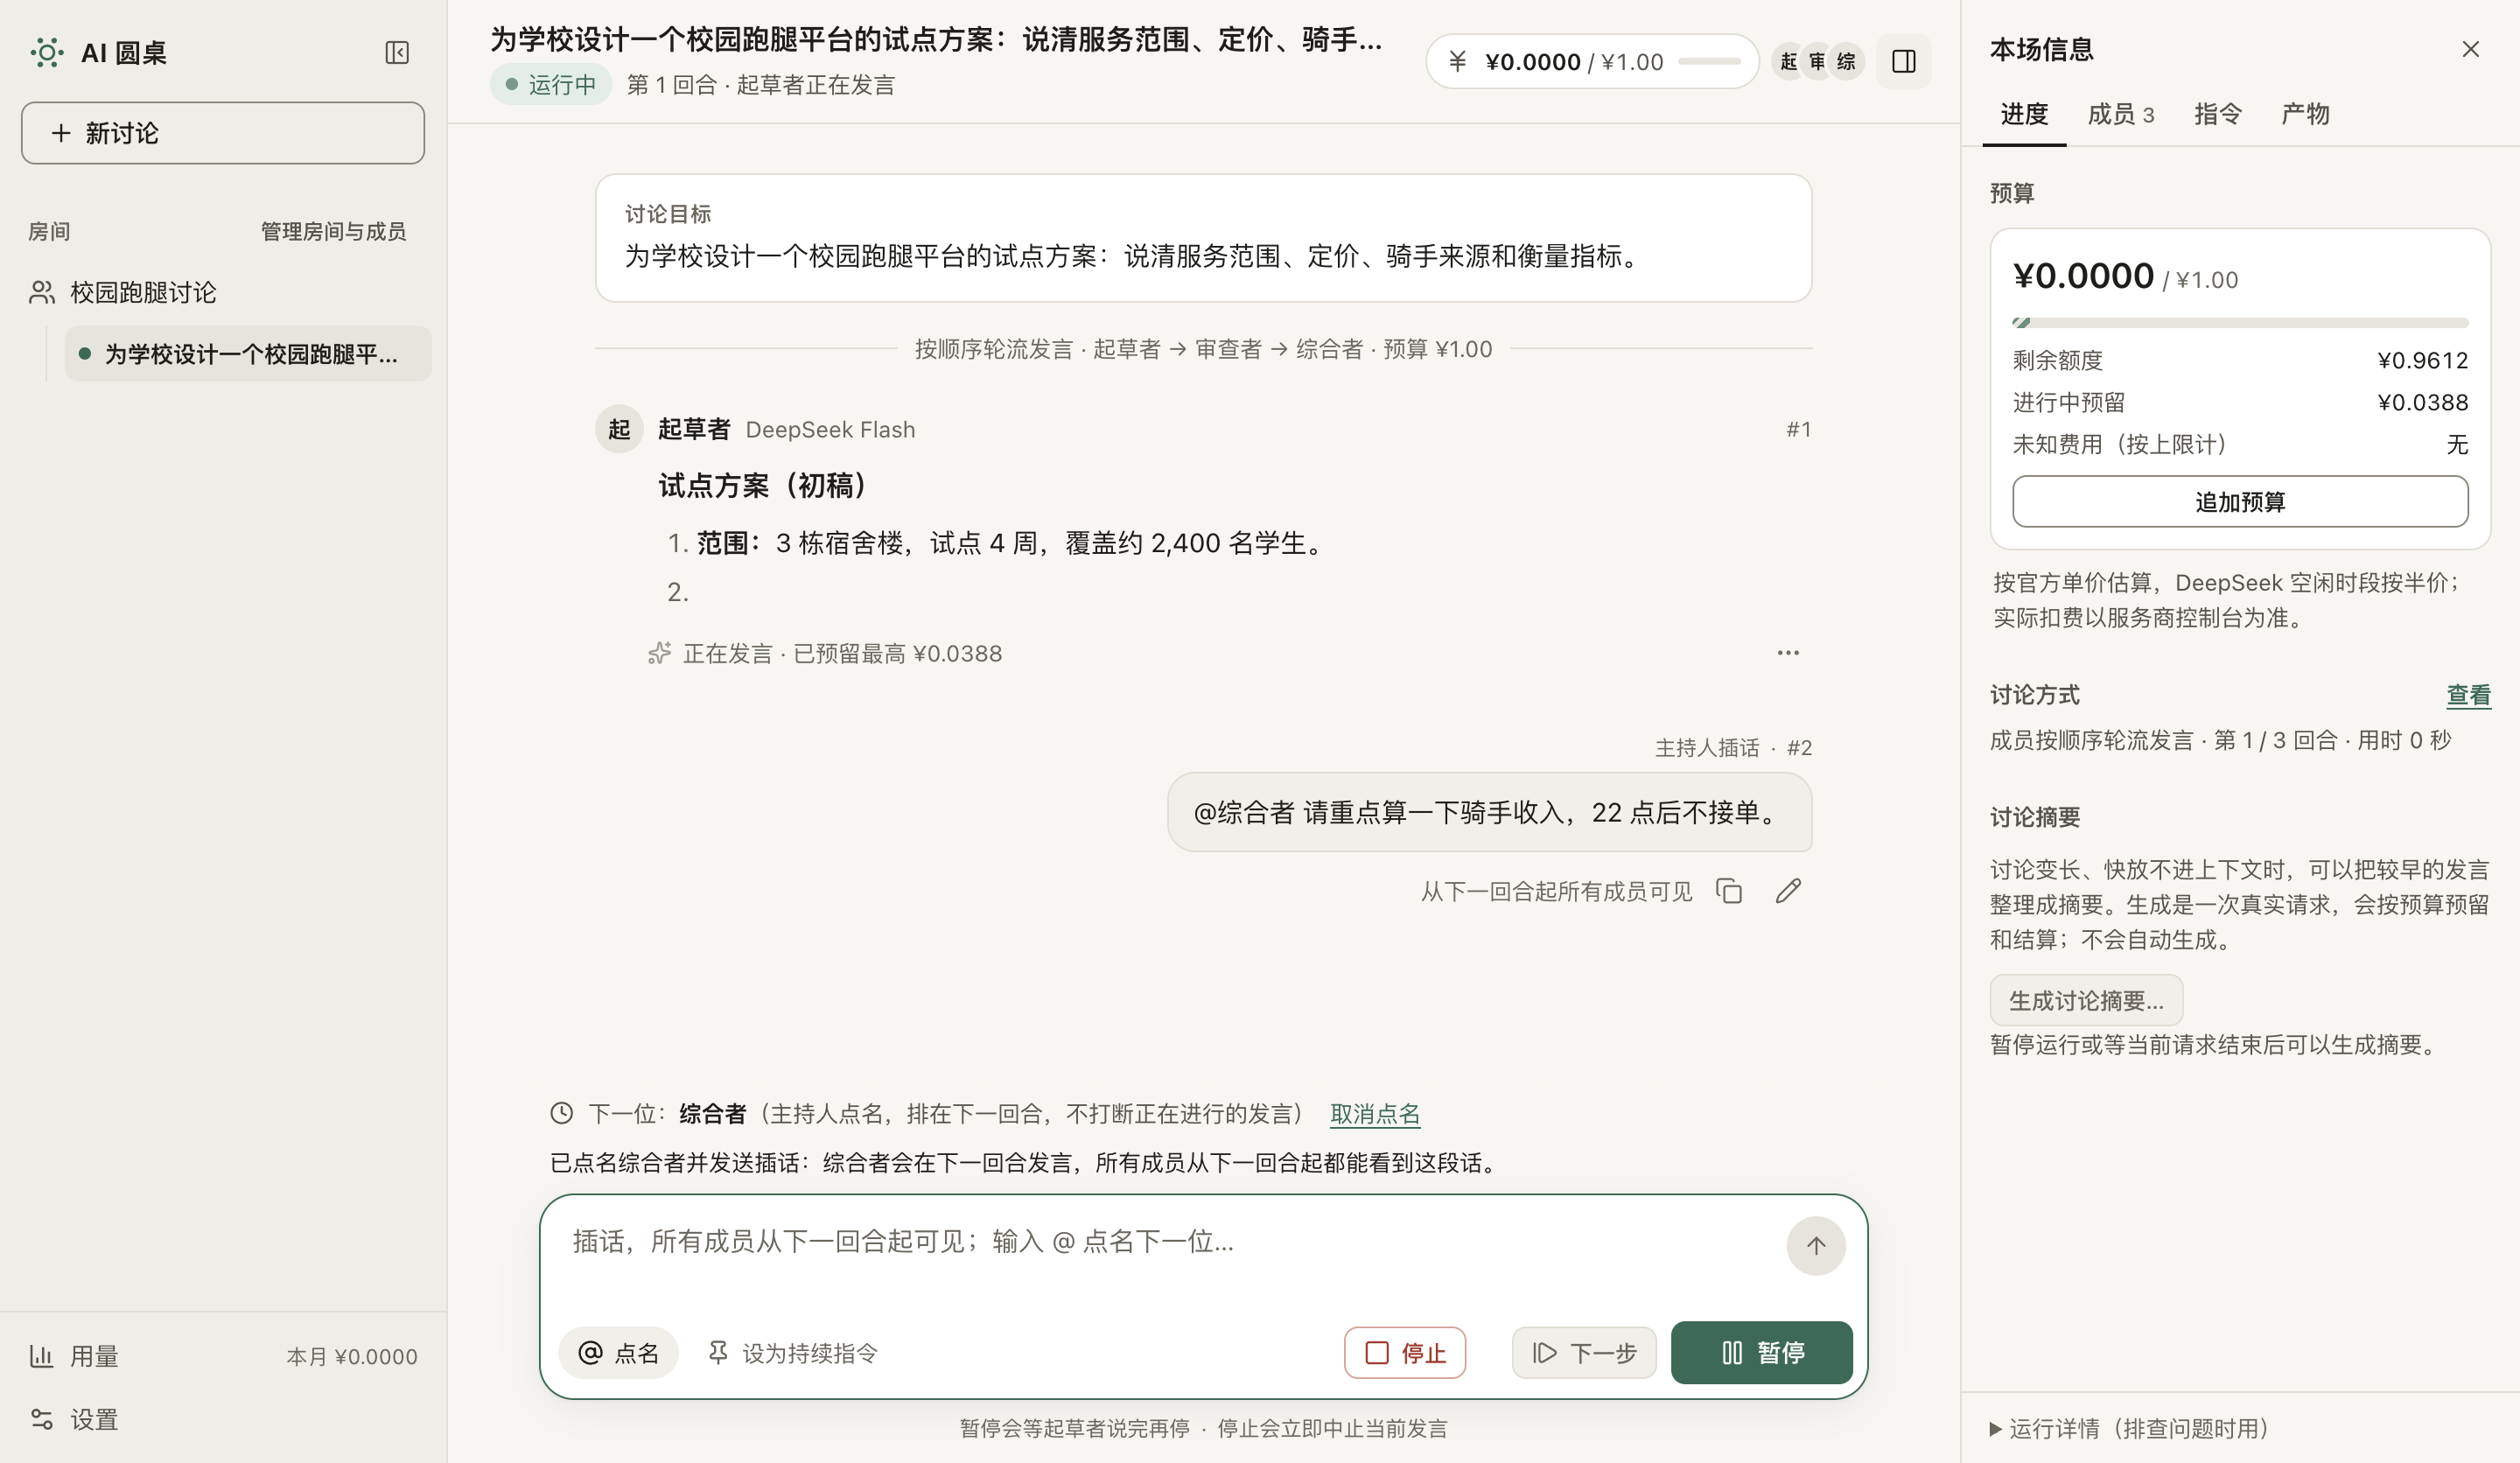 AI 圆桌
新讨论
房间
管理房间与成员
校园跑腿讨论
为学校设计一个校园跑腿平...
用量
本月 ¥0.0000
设置
为学校设计一个校园跑腿平台的试点方案：说清服务范围、定价、骑手...
运行中
第 1 回合 · 起草者正在发言
¥0.0000 / ¥1.00
起 审 综
讨论目标
为学校设计一个校园跑腿平台的试点方案：说清服务范围、定价、骑手来源和衡量指标。
按顺序轮流发言 · 起草者 → 审查者 → 综合者 · 预算 ¥1.00
起 起草者 DeepSeek Flash #1
试点方案（初稿）
1. 范围：3 栋宿舍楼，试点 4 周，覆盖约 2,400 名学生。
2.
正在发言 · 已预留最高 ¥0.0388
主持人插话 · #2
@综合者 请重点算一下骑手收入，22 点后不接单。
从下一回合起所有成员可见
下一位：综合者（主持人点名，排在下一回合，不打断正在进行的发言） 取消点名
已点名综合者并发送插话：综合者会在下一回合发言，所有成员从下一回合起都能看到这段话。
插话，所有成员从下一回合起可见；输入 @ 点名下一位...
@ 点名
设为持续指令
停止
下一步
暂停
暂停会等起草者说完再停 · 停止会立即中止当前发言
本场信息
进度 成员 3 指令 产物
预算
¥0.0000 / ¥1.00
剩余额度 ¥0.9612
进行中预留 ¥0.0388
未知费用（按上限计） 无
追加预算
按官方单价估算，DeepSeek 空闲时段按半价；
实际扣费以服务商控制台为准。
讨论方式 查看
成员按顺序轮流发言 · 第 1 / 3 回合 · 用时 0 秒
讨论摘要
讨论变长、快放不进上下文时，可以把较早的发言
整理成摘要。生成是一次真实请求，会按预算预留
和结算；不会自动生成。
生成讨论摘要...
暂停运行或等当前请求结束后可以生成摘要。
运行详情（排查问题时用）